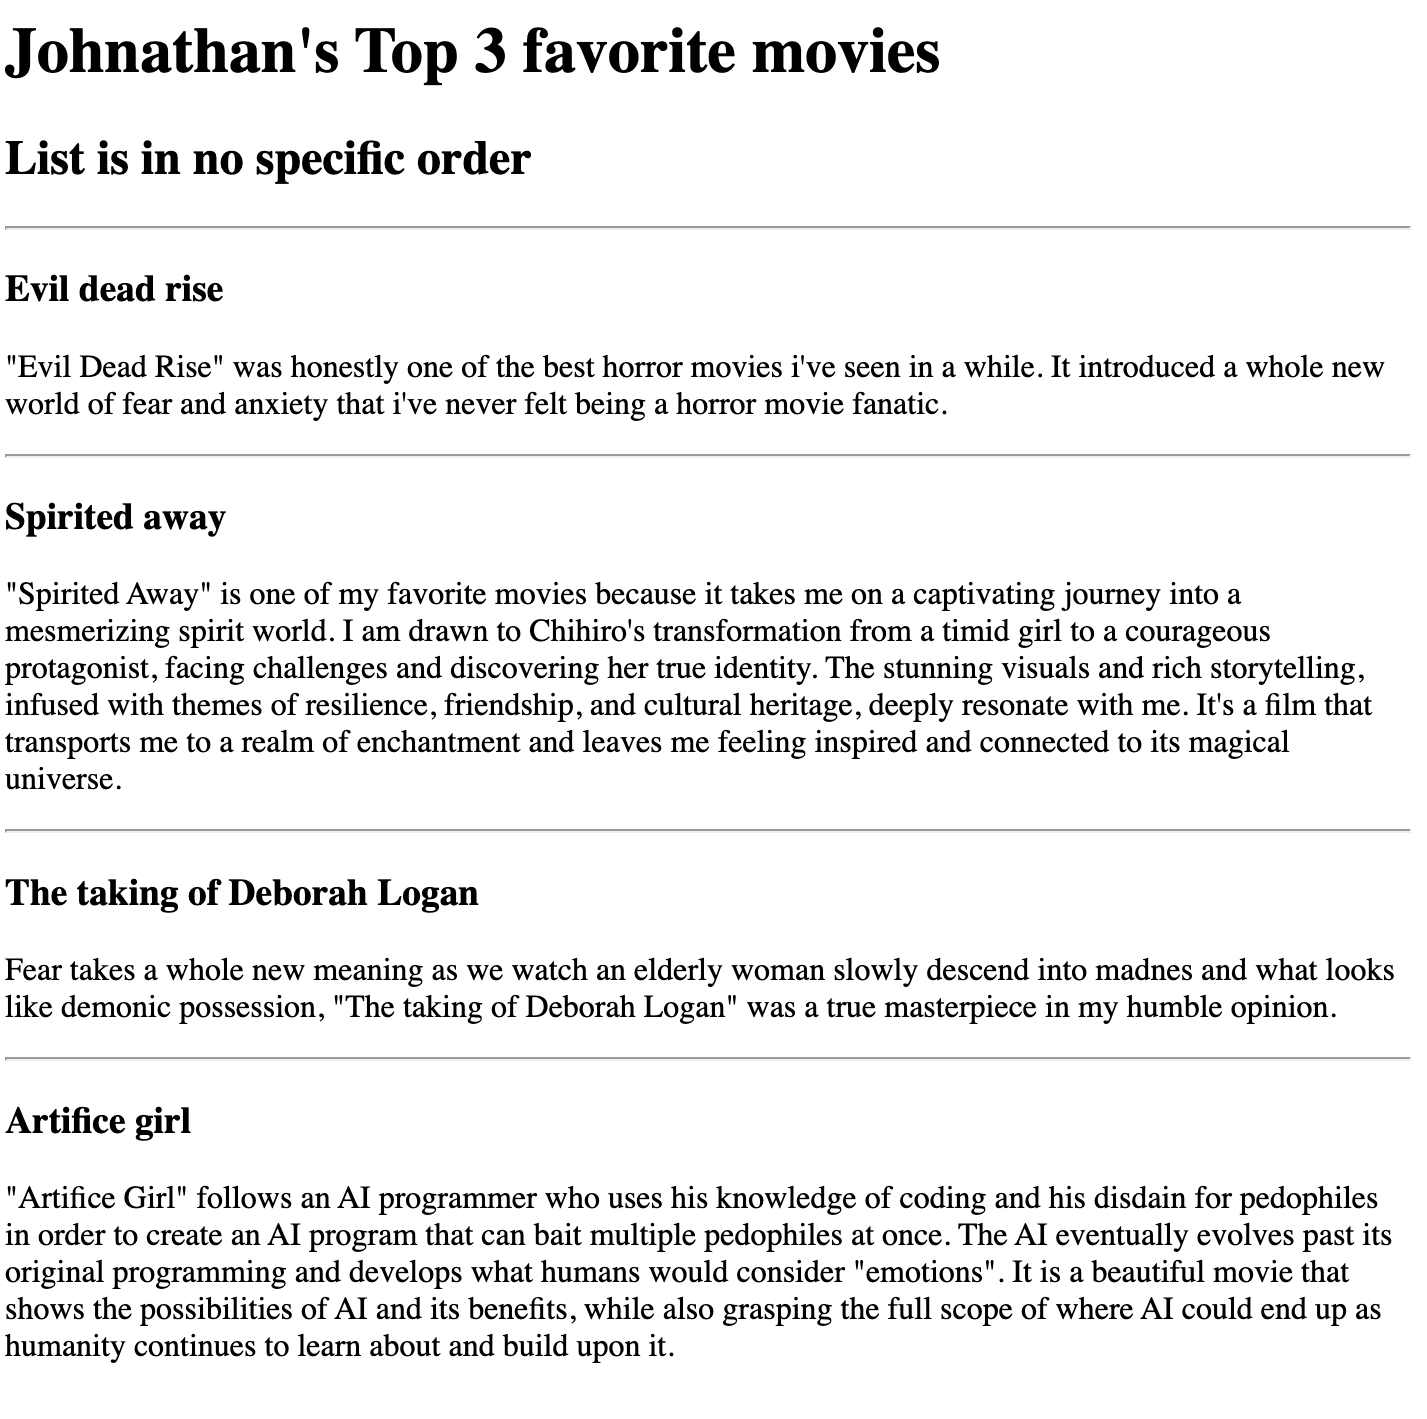 Johnathan's Top 3 favorite movies
List is in no specific order
Evil dead rise
"Evil Dead Rise" was honestly one of the best horror movies i've seen in a while. It introduced a whole new
world of fear and anxiety that i've never felt being a horror movie fanatic.
Spirited away
"Spirited Away" is one of my favorite movies because it takes me on a captivating journey into a
mesmerizing spirit world. I am drawn to Chihiro's transformation from a timid girl to a courageous
protagonist, facing challenges and discovering her true identity. The stunning visuals and rich storytelling,
infused with themes of resilience, friendship, and cultural heritage, deeply resonate with me. It's a film that
transports me to a realm of enchantment and leaves me feeling inspired and connected to its magical
universe.
The taking of Deborah Logan
Fear takes a whole new meaning as we watch an elderly woman slowly descend into madnes and what looks
like demonic possession, "The taking of Deborah Logan" was a true masterpiece in my humble opinion.
Artifice girl
"Artifice Girl" follows an AI programmer who uses his knowledge of coding and his disdain for pedophiles
in order to create an AI program that can bait multiple pedophiles at once. The AI eventually evolves past its
original programming and develops what humans would consider "emotions". It is a beautiful movie that
shows the possibilities of AI and its benefits, while also grasping the full scope of where AI could end up as
humanity continues to learn about and build upon it.